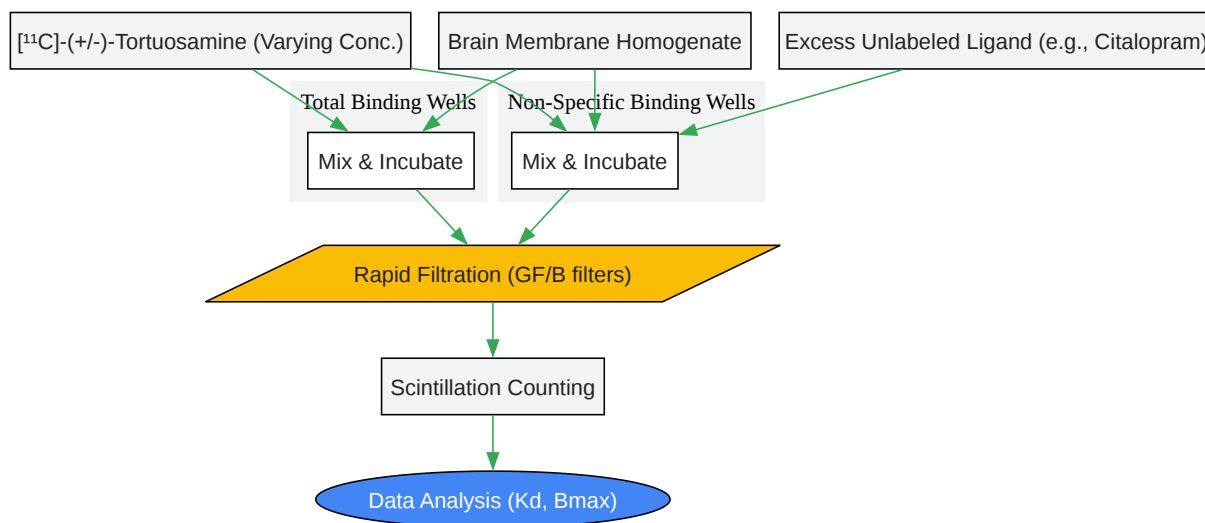 [¹¹C]-(+/-)-Tortuosamine (Varying Conc.)
Brain Membrane Homogenate
Excess Unlabeled Ligand (e.g., Citalopram)
Total Binding Wells
Non-Specific Binding Wells
Mix & Incubate
Mix & Incubate
Rapid Filtration (GF/B filters)
Scintillation Counting
Data Analysis (Kd, Bmax)